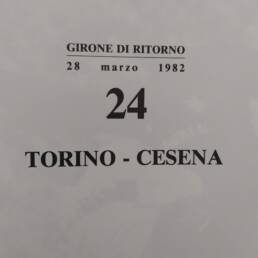 GIRONE DI RITORNO
28 marzo 1982
24
TORINO - CESENA